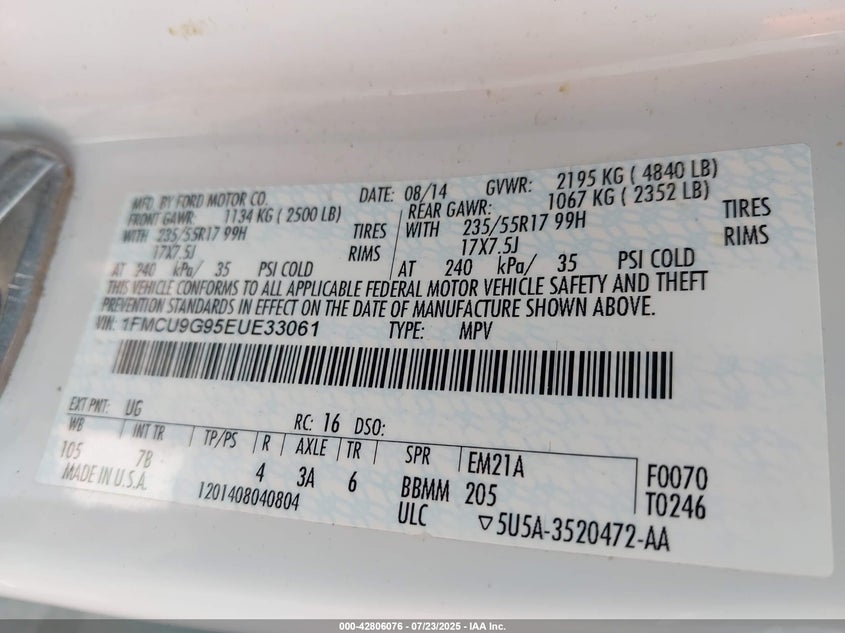 MFD. BY FORD MOTOR CO. DATE: 08/14 GVWR: 2195 KG ( 4840 LB)
FRONT GAWR: 1134 KG ( 2500 LB) REAR GAWR: 1067 KG ( 2352 LB)
WITH 235/55R17 99H TIRES WITH 235/55R17 99H TIRES
17X7.5J RIMS 17X7.5J RIMS
AT 240 kPa/ 35 PSI COLD AT 240 kPa/ 35 PSI COLD
THIS VEHICLE CONFORMS TO ALL APPLICABLE FEDERAL MOTOR VEHICLE SAFETY AND THEFT
PREVENTION STANDARDS IN EFFECT ON THE DATE OF MANUFACTURE SHOWN ABOVE.
VIN: 1FMCU9G95EUE33061 TYPE: MPV
EXT PNT: UG RC: 16 DSO:
WB INT TR TP/PS R AXLE TR SPR EM21A F0070
105 7B 4 3A 6 BBMM 205 T0246
MADE IN U.S.A. 1201408040804 ULC ▽5U5A-3520472-AA
000-42806076 - 07/23/2025 - IAA Inc.